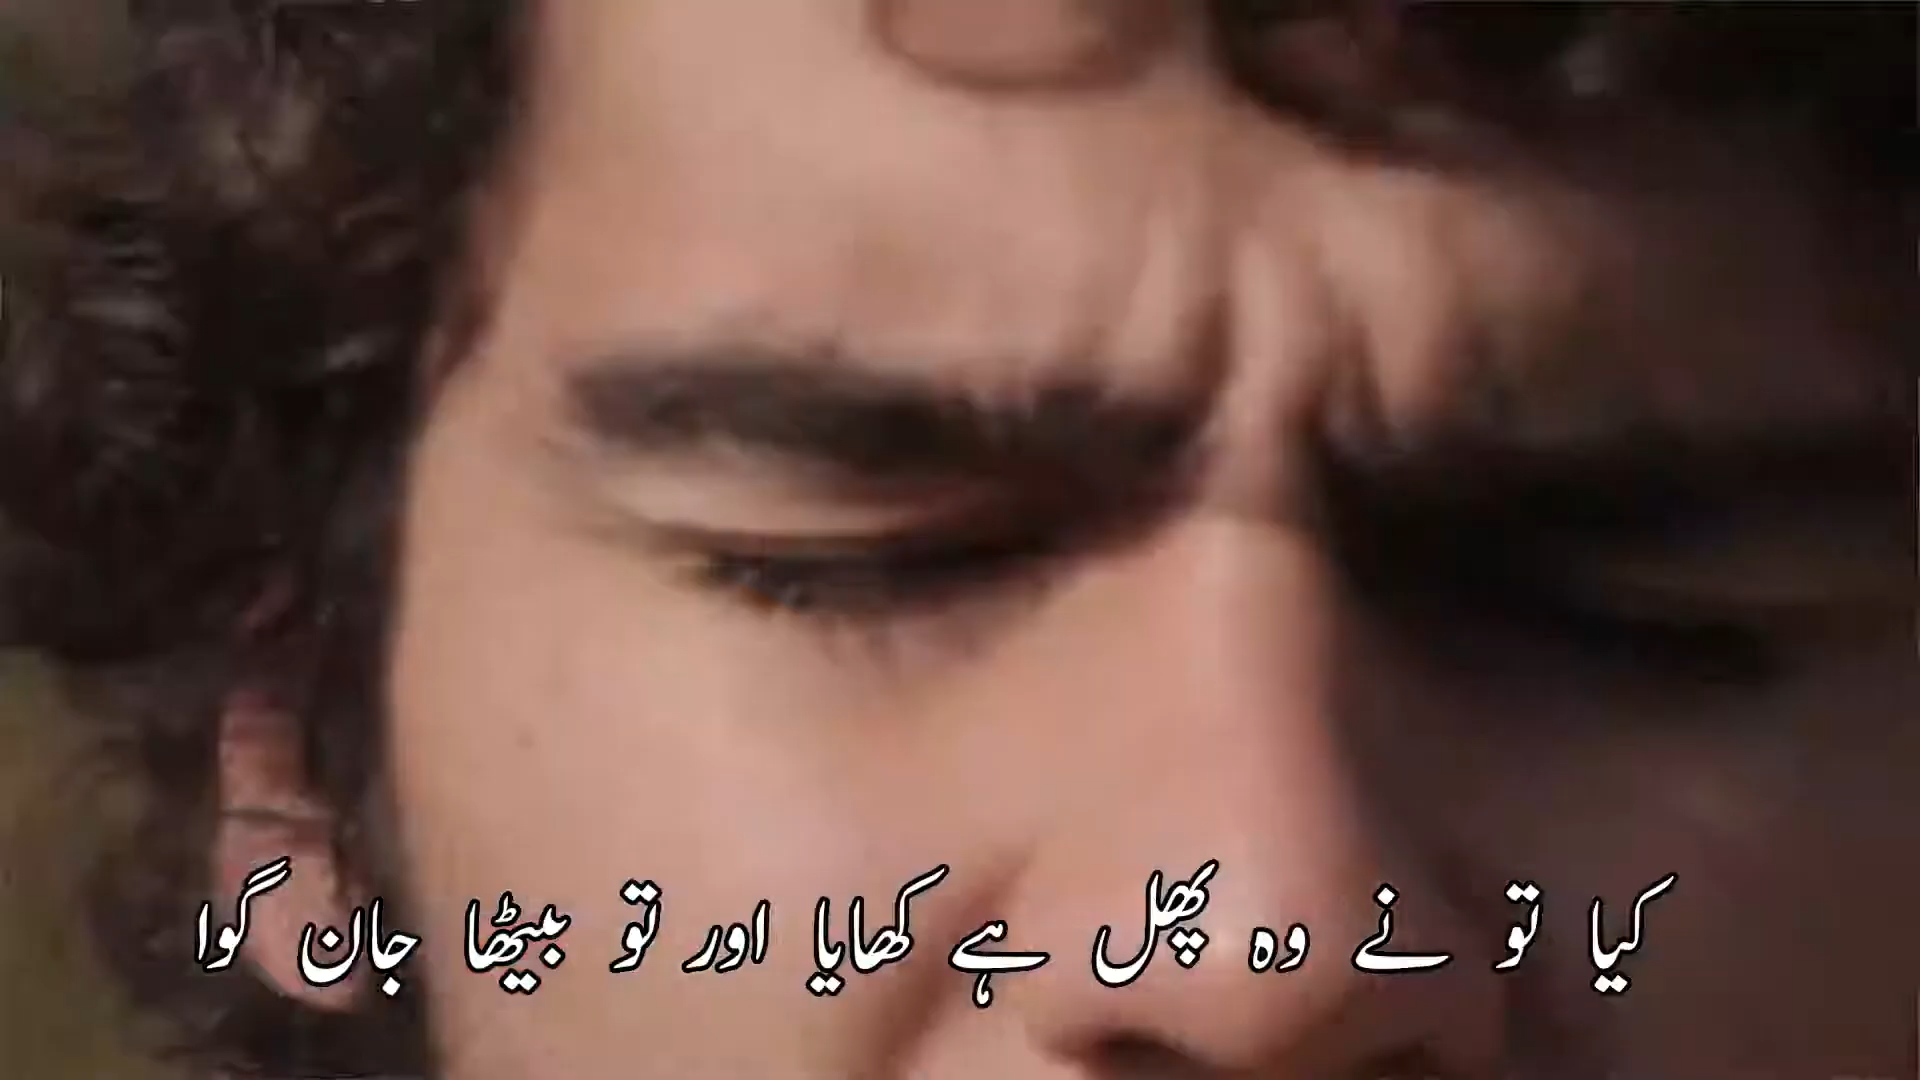 کیا تو نے وہ پھل ہے کھایا اور تو بیٹھا جان گوا